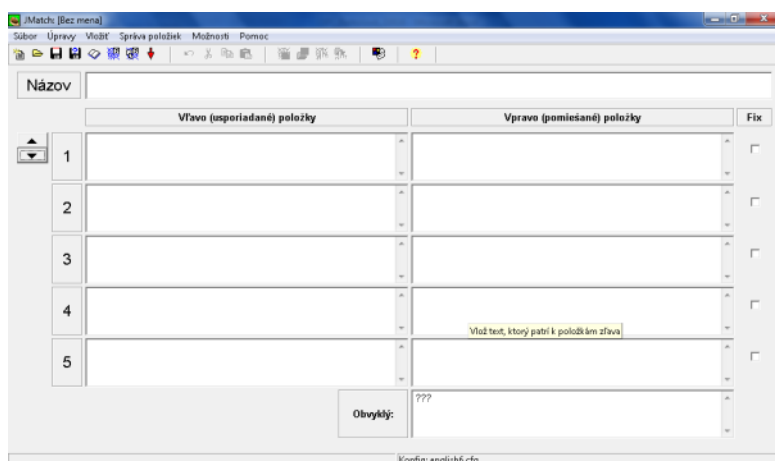 JMatch: [Bez mena]
Súbor Úpravy Vložiť Správa položiek Možnosti Pomoc
Názov
Vľavo (usporiadané) položky Vpravo (pomiešané) položky Fix
1
2
3
4
Vlož text, ktorý patrí k položkám zľava
5
Obvyklý: ???
Konfig: english6.cfg